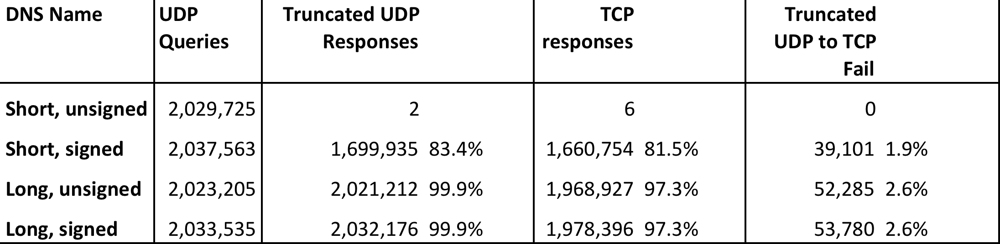 DNS Name UDP Queries Truncated UDP Responses TCP responses Truncated UDP to TCP Fail
Short, unsigned 2,029,725 2 6 0
Short, signed 2,037,563 1,699,935 83.4% 1,660,754 81.5% 39,101 1.9%
Long, unsigned 2,023,205 2,021,212 99.9% 1,968,927 97.3% 52,285 2.6%
Long, signed 2,033,535 2,032,176 99.9% 1,978,396 97.3% 53,780 2.6%